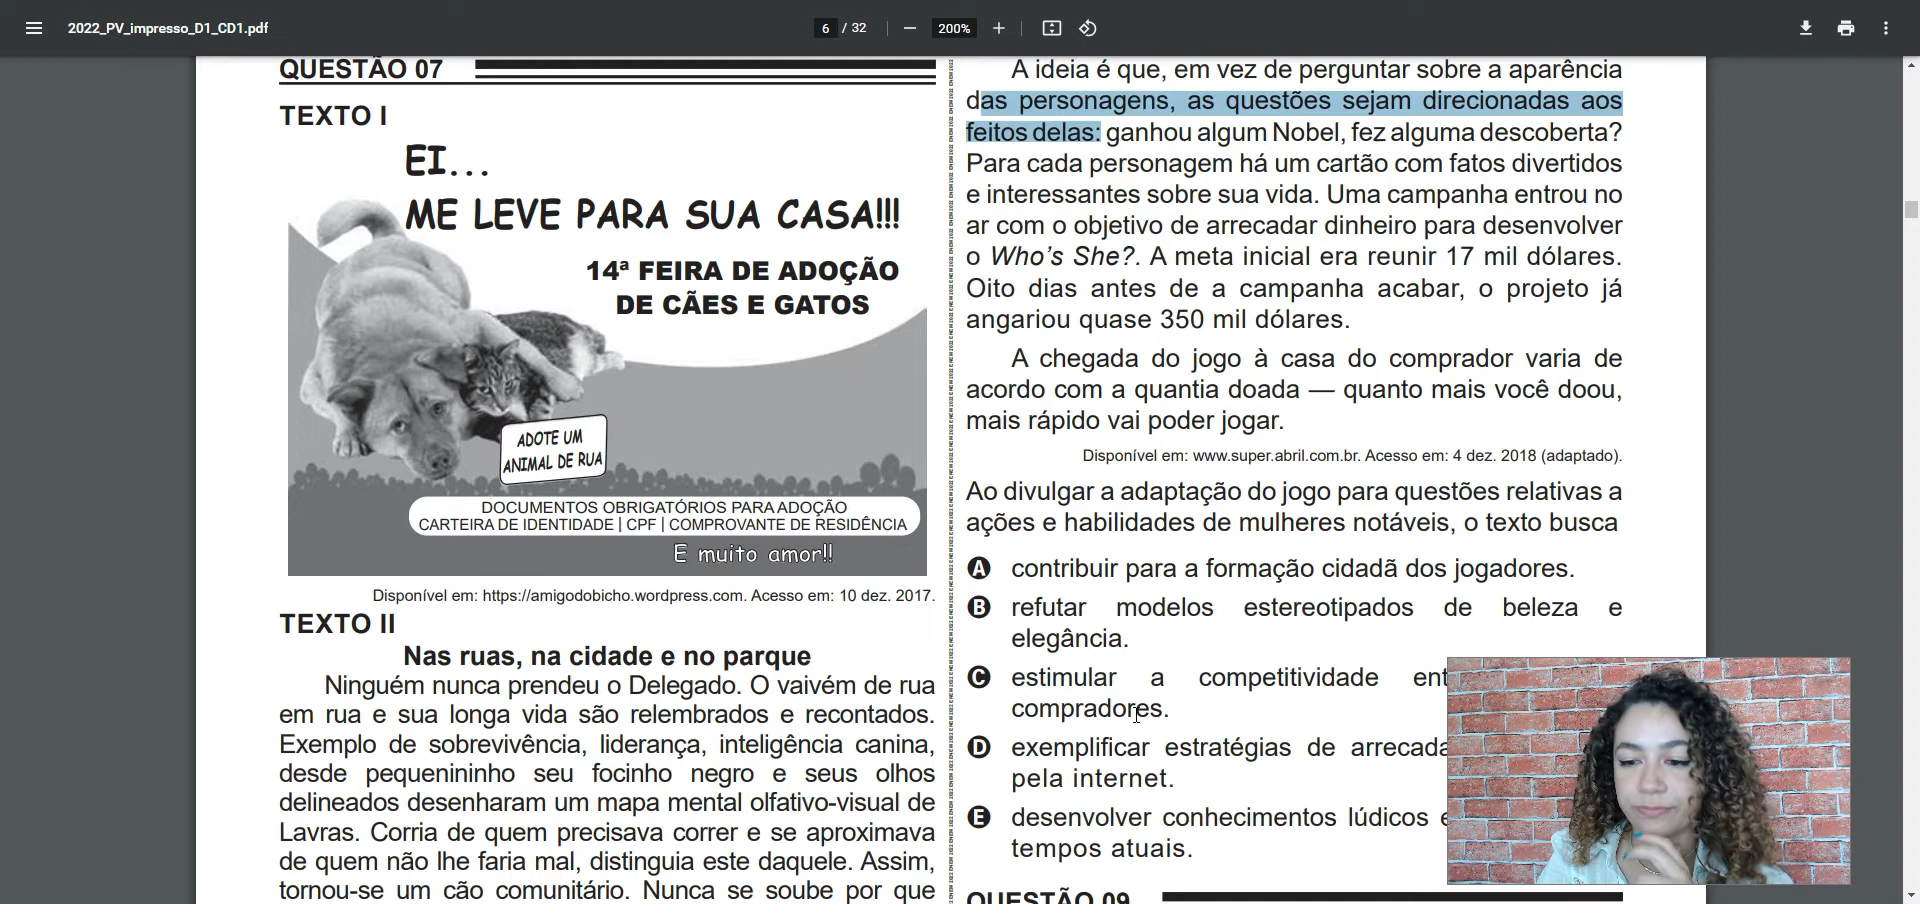 2022_PV_impresso_D1_CD1.pdf
6 / 32
200%
QUESTÃO 07
TEXTO I
EI...
ME LEVE PARA SUA CASA!!!
14ª FEIRA DE ADOÇÃO
DE CÃES E GATOS
ADOTE UM
ANIMAL DE RUA
DOCUMENTOS OBRIGATÓRIOS PARA ADOÇÃO
CARTEIRA DE IDENTIDADE | CPF | COMPROVANTE DE RESIDÊNCIA
E muito amor!!
Disponível em: https://amigodobicho.wordpress.com. Acesso em: 10 dez. 2017.
TEXTO II
Nas ruas, na cidade e no parque
Ninguém nunca prendeu o Delegado. O vaivém de rua
em rua e sua longa vida são relembrados e recontados.
Exemplo de sobrevivência, liderança, inteligência canina,
desde pequenininho seu focinho negro e seus olhos
delineados desenharam um mapa mental olfativo-visual de
Lavras. Corria de quem precisava correr e se aproximava
de quem não lhe faria mal, distinguia este daquele. Assim,
tornou-se um cão comunitário. Nunca se soube por que
A ideia é que, em vez de perguntar sobre a aparência
das personagens, as questões sejam direcionadas aos
feitos delas: ganhou algum Nobel, fez alguma descoberta?
Para cada personagem há um cartão com fatos divertidos
e interessantes sobre sua vida. Uma campanha entrou no
ar com o objetivo de arrecadar dinheiro para desenvolver
o Who's She?. A meta inicial era reunir 17 mil dólares.
Oito dias antes de a campanha acabar, o projeto já
angariou quase 350 mil dólares.
A chegada do jogo à casa do comprador varia de
acordo com a quantia doada — quanto mais você doou,
mais rápido vai poder jogar.
Disponível em: www.super.abril.com.br. Acesso em: 4 dez. 2018 (adaptado).
Ao divulgar a adaptação do jogo para questões relativas a
ações e habilidades de mulheres notáveis, o texto busca
A contribuir para a formação cidadã dos jogadores.
B refutar modelos estereotipados de beleza e
elegância.
C estimular a competitividade ent
compradores.
D exemplificar estratégias de arrecada
pela internet.
E desenvolver conhecimentos lúdicos e
tempos atuais.
QUESTÃO 09